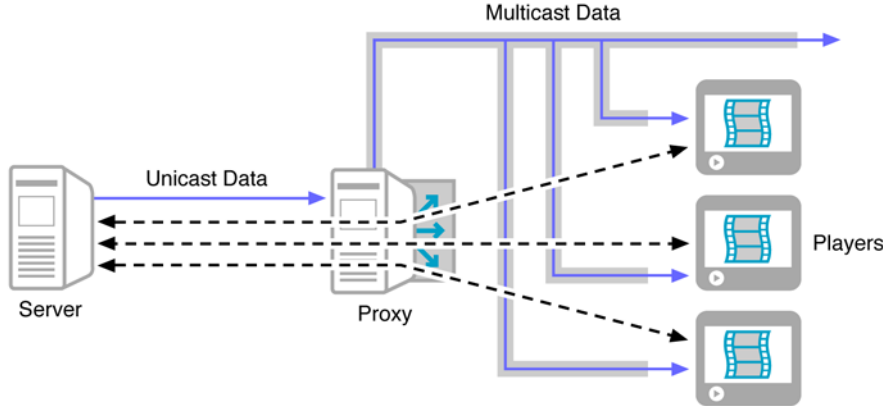 Multicast Data
Unicast Data
Players
Server
Proxy